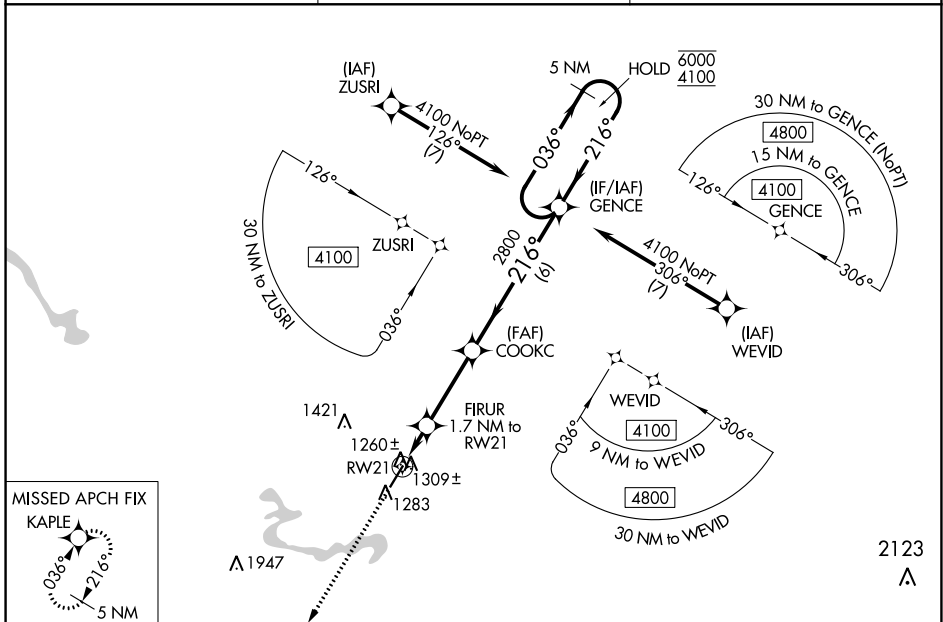 (IAF)
ZUSRI
4100 NoPT
126°
(7)
5 NM
HOLD
6000
4100
036°
216°
(IF/IAF)
GENCE
30 NM to GENCE (NoPT)
4800
15 NM to GENCE
4100
GENCE
126°
306°
126°
ZUSRI
4100
30 NM to ZUSRI
036°
2800
216°
(6)
4100 NoPT
306°
(7)
(IAF)
WEVID
(FAF)
COOKC
WEVID
4100
9 NM to WEVID
036°
306°
4800
30 NM to WEVID
1421
FIRUR
1.7 NM to
RW21
1260±
RW21
1309±
1283
MISSED APCH FIX
KAPLE
036°
216°
5 NM
1947
2123